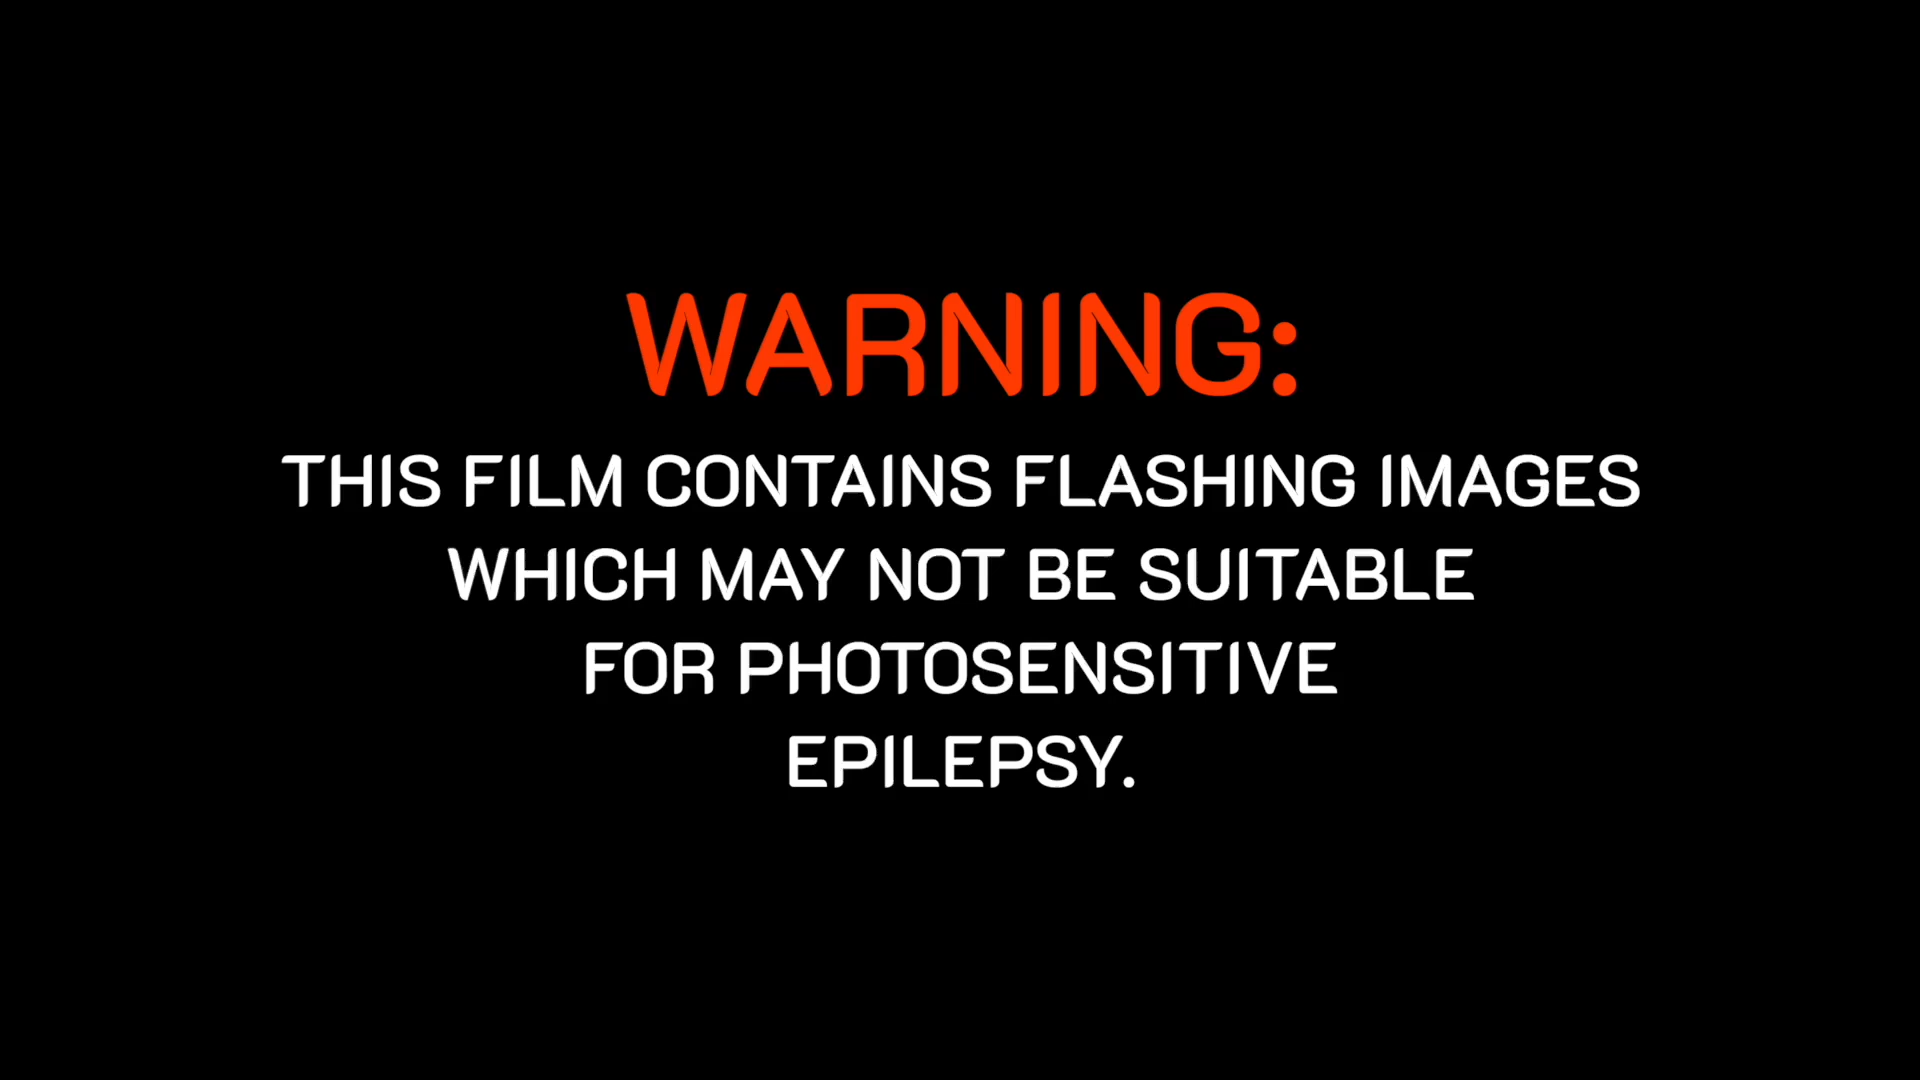 WARNING:
THIS FILM CONTAINS FLASHING IMAGES
WHICH MAY NOT BE SUITABLE
FOR PHOTOSENSITIVE
EPILEPSY.